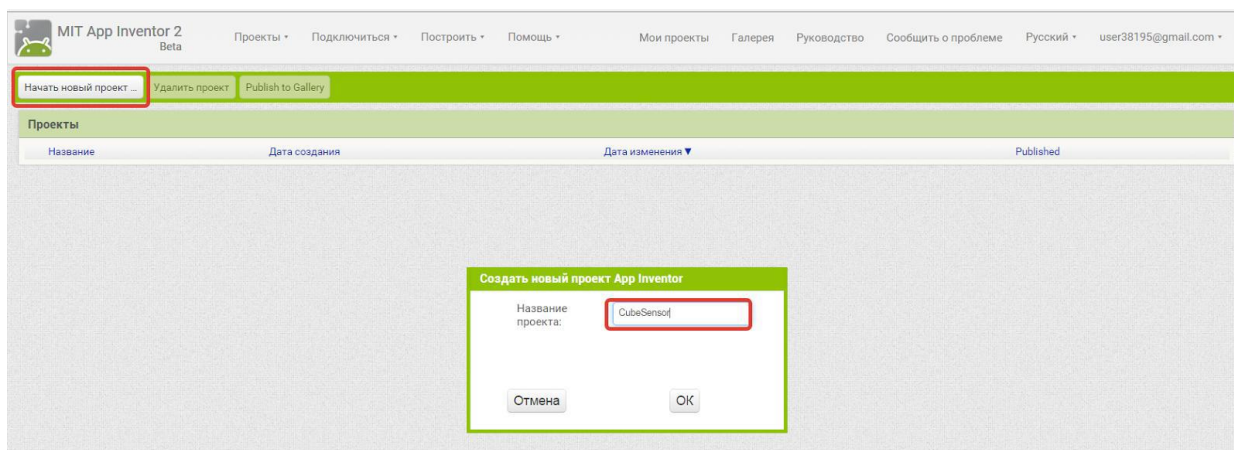 MIT App Inventor 2
Beta
Проекты Подключиться Построить Помощь Мои проекты Галерея Руководство Сообщить о проблеме Русский user38195@gmail.com
Начать новый проект ... Удалить проект Publish to Gallery
Проекты
Название Дата создания Дата изменения ▼ Published
Создать новый проект App Inventor
Название
проекта:
CubeSensor
Отмена OK